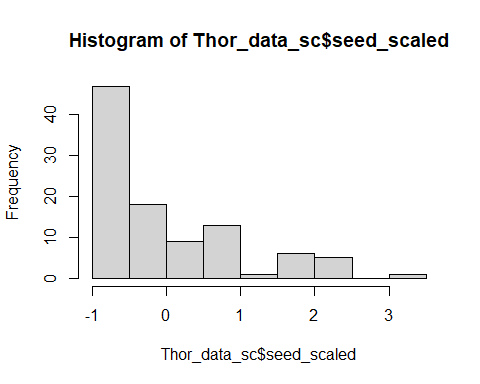 Histogram of Thor_data_sc$seed_scaled
Frequency
40
30
20
10
0
-1 0 1 2 3
Thor_data_sc$seed_scaled